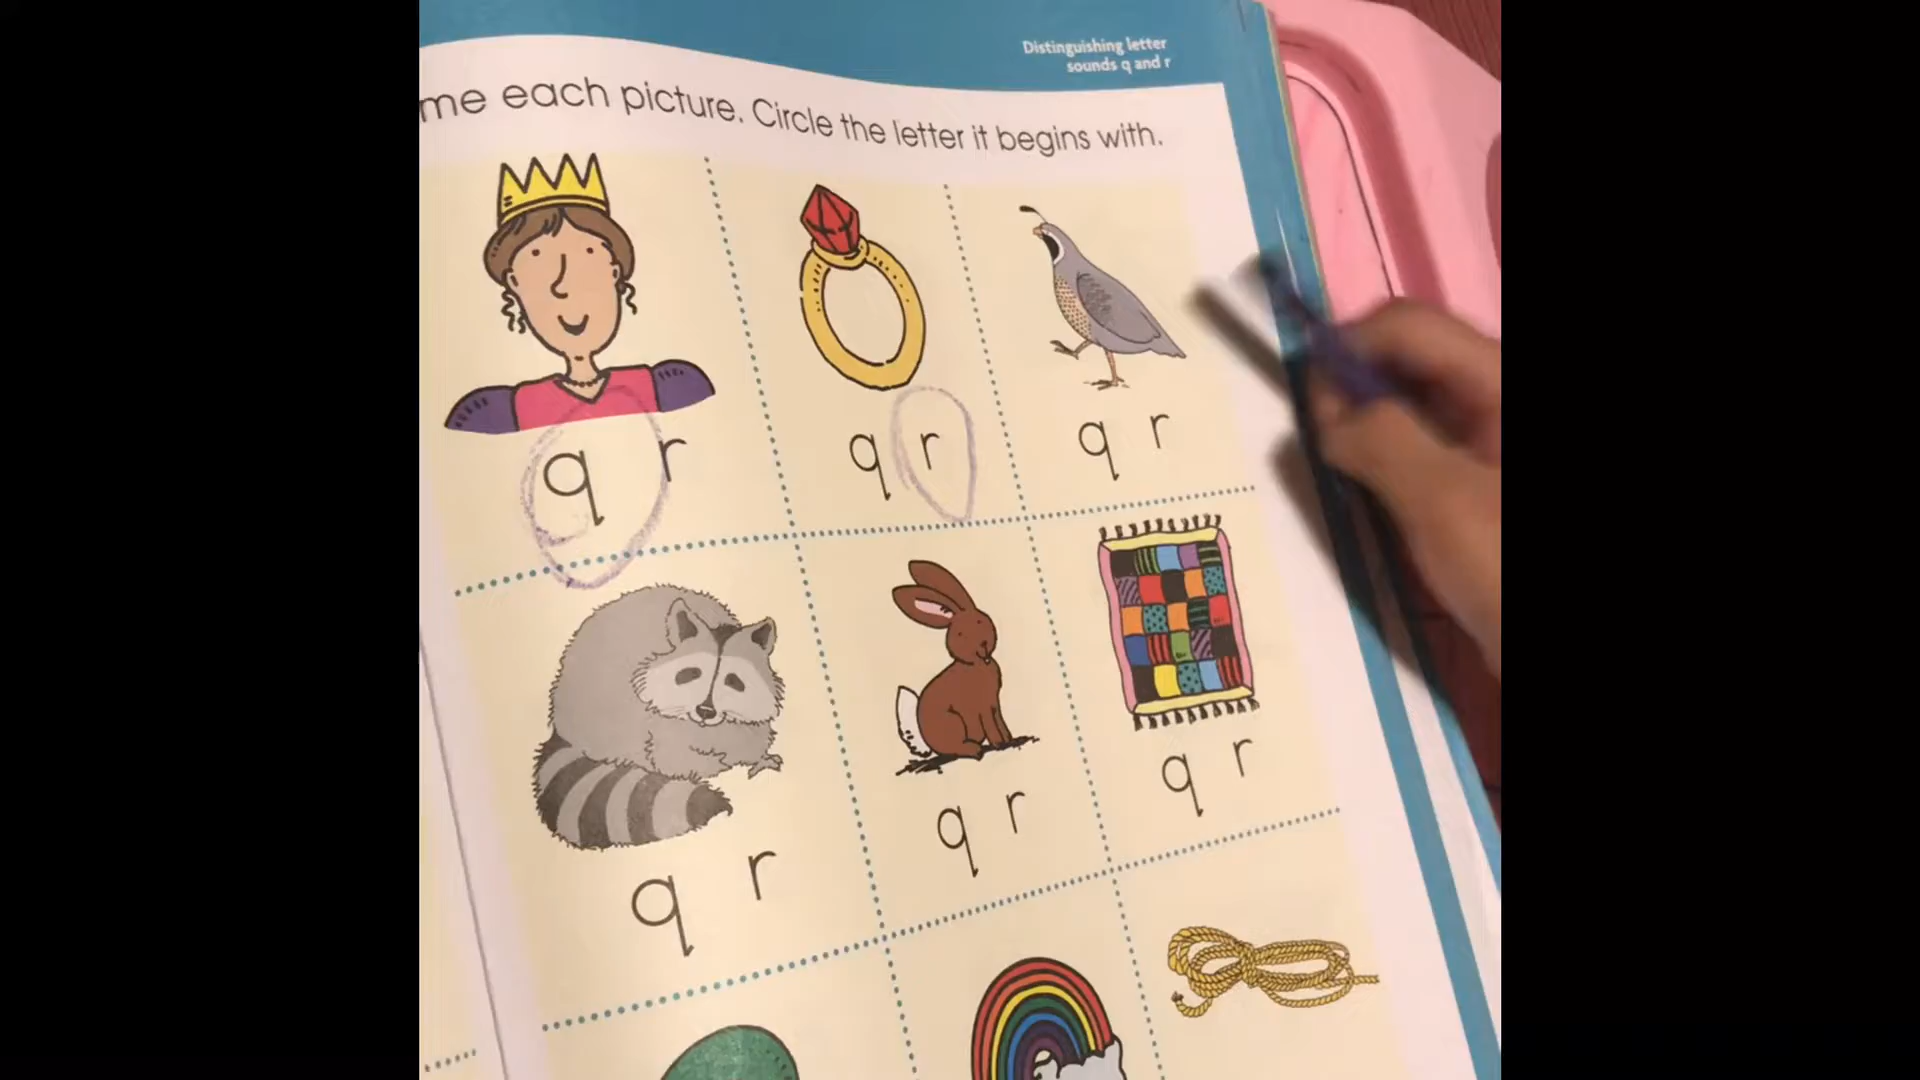 Distinguishing letter
sounds q and r
me each picture. Circle the letter it begins with.
q r
q r
q r
q r
q r
q r